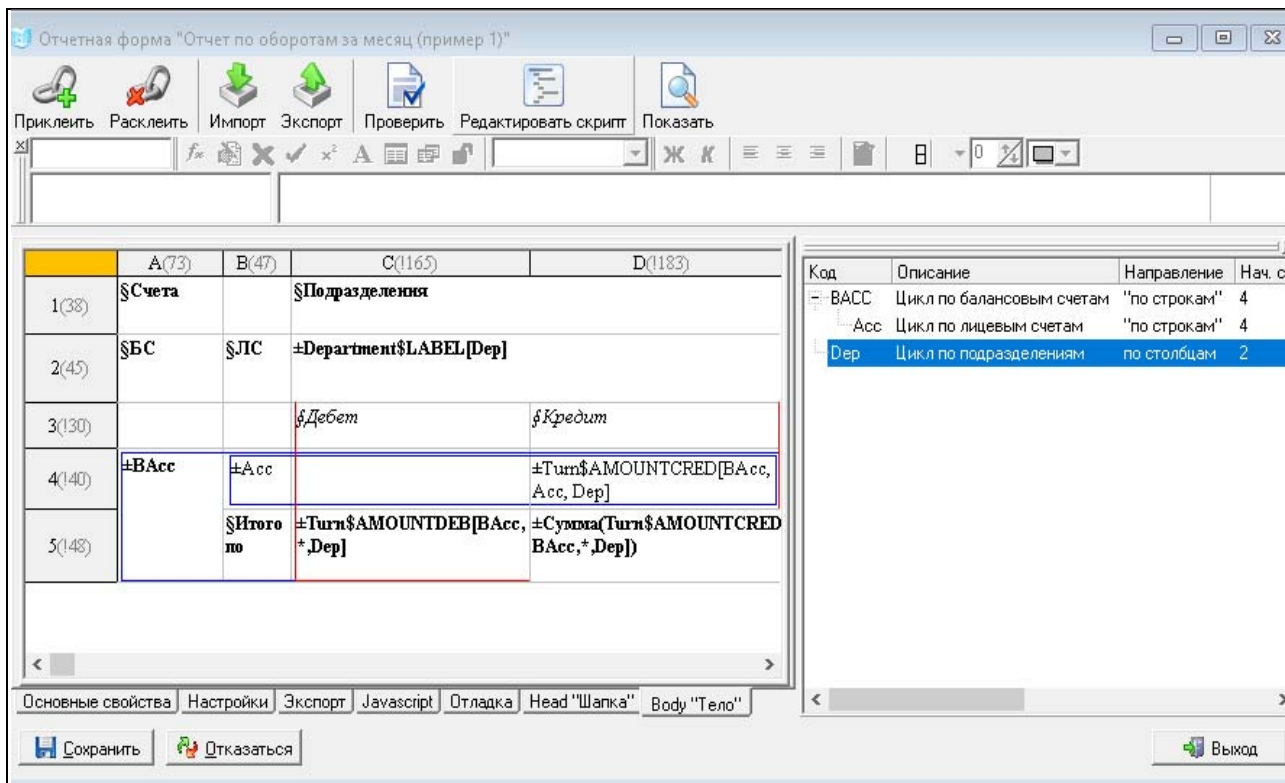 Отчетная форма "Отчет по оборотам за месяц (пример 1)"
Приклеить Расклеить Импорт Экспорт Проверить Редактировать скрипт Показать
fx x² A Ж К 0
A(73) B(47) C(!165) D(!183)
Код Описание Направление Нач. с
1(38) §Счета §Подразделения
BACC Цикл по балансовым счетам "по строкам" 4
Acc Цикл по лицевым счетам "по строкам" 4
2(45) §БС §ЛС ±Department$LABEL[Dep]
Dep Цикл по подразделениям по столбцам 2
3(!30) §Дебет §Кредит
4(!40) ±BAcc ±Acc ±Turn$AMOUNTCRED[BAcc,
Acc, Dep]
5(!48) §Итого ±Turn$AMOUNTDEB[BAcc, ±Сумма(Turn$AMOUNTCRED
по *,Dep] BAcc,*,Dep])
Основные свойства Настройки Экспорт Javascript Отладка Head "Шапка" Body "Тело"
Сохранить Отказаться Выход